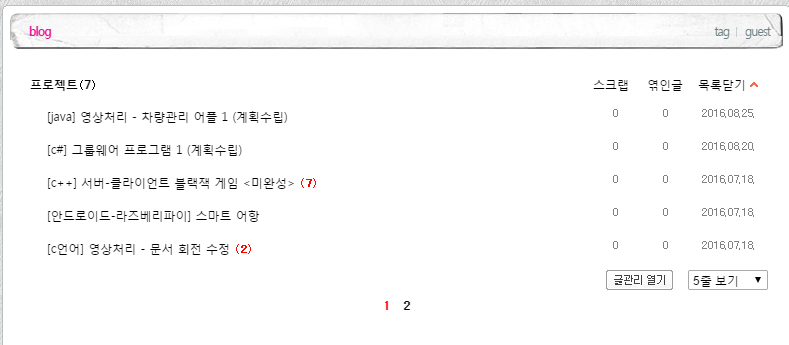 blog tag | guest
프로젝트(7) 스크랩 엮인글 목록닫기
[java] 영상처리 - 차량관리 어플 1 (계획수립) 0 0 2016.08.25.
[c#] 그룹웨어 프로그램 1 (계획수립) 0 0 2016.08.20.
[c++] 서버-클라이언트 블랙잭 게임 <미완성> (7) 0 0 2016.07.18.
[안드로이드-라즈베리파이] 스마트 어항 0 0 2016.07.18.
[c언어] 영상처리 - 문서 회전 수정 (2) 0 0 2016.07.18.
글관리 열기 5줄 보기
1 2